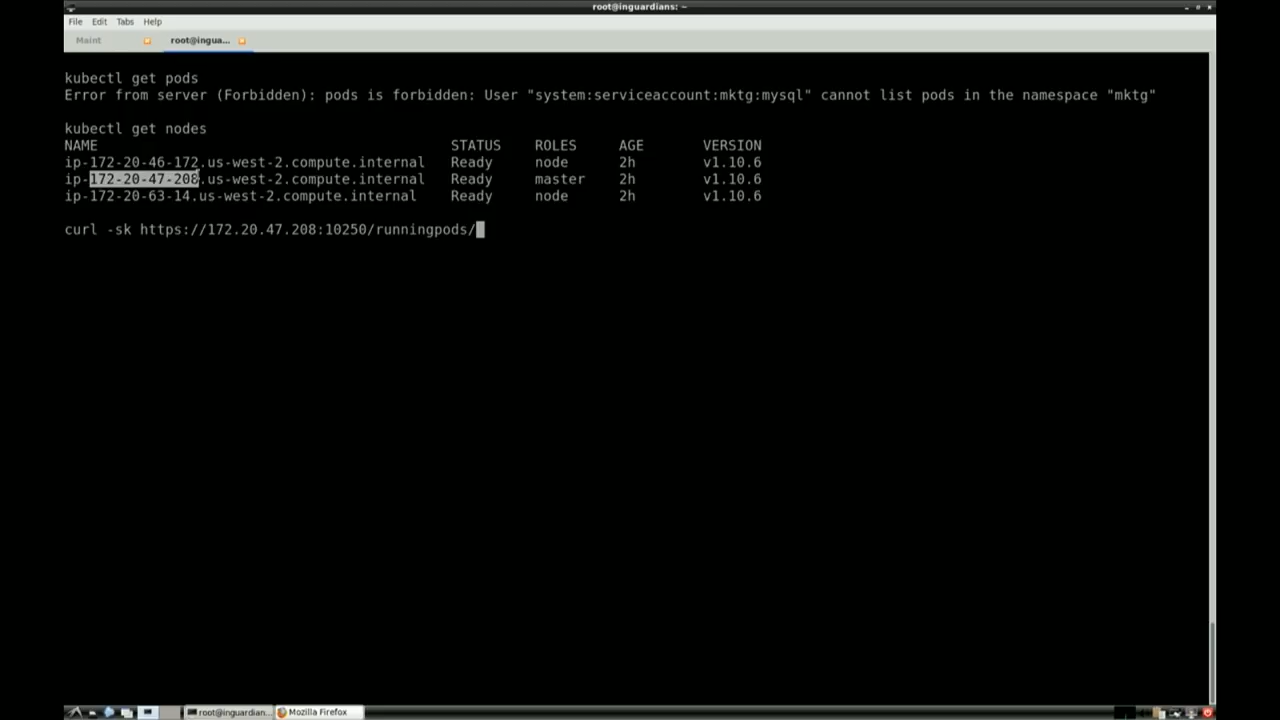 root@inguardians: ~
File Edit Tabs Help
Maint root@ingua...
kubectl get pods
Error from server (Forbidden): pods is forbidden: User "system:serviceaccount:mktg:mysql" cannot list pods in the namespace "mktg"
kubectl get nodes
NAME STATUS ROLES AGE VERSION
ip-172-20-46-172.us-west-2.compute.internal Ready node 2h v1.10.6
ip-172-20-47-208.us-west-2.compute.internal Ready master 2h v1.10.6
ip-172-20-63-14.us-west-2.compute.internal Ready node 2h v1.10.6
curl -sk https://172.20.47.208:10250/runningpods/
root@inguardian... Mozilla Firefox